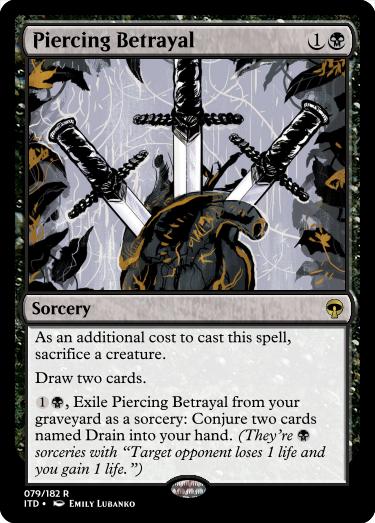 Piercing Betrayal 1
Sorcery
As an additional cost to cast this spell,
sacrifice a creature.
Draw two cards.
1 , Exile Piercing Betrayal from your
graveyard as a sorcery: Conjure two cards
named Drain into your hand. (They're
sorceries with “Target opponent loses 1 life and
you gain 1 life.”)
079/182 R
ITD • EMILY LUBANKO